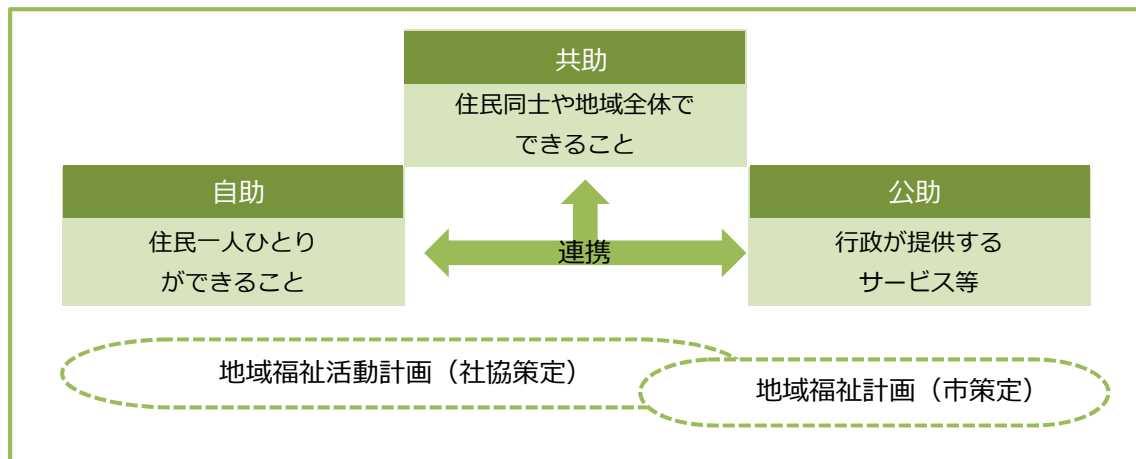 共助
住民同士や地域全体で
できること
自助
住民一人ひとり
ができること
連携
公助
行政が提供する
サービス等
地域福祉活動計画（社協策定）
地域福祉計画（市策定）